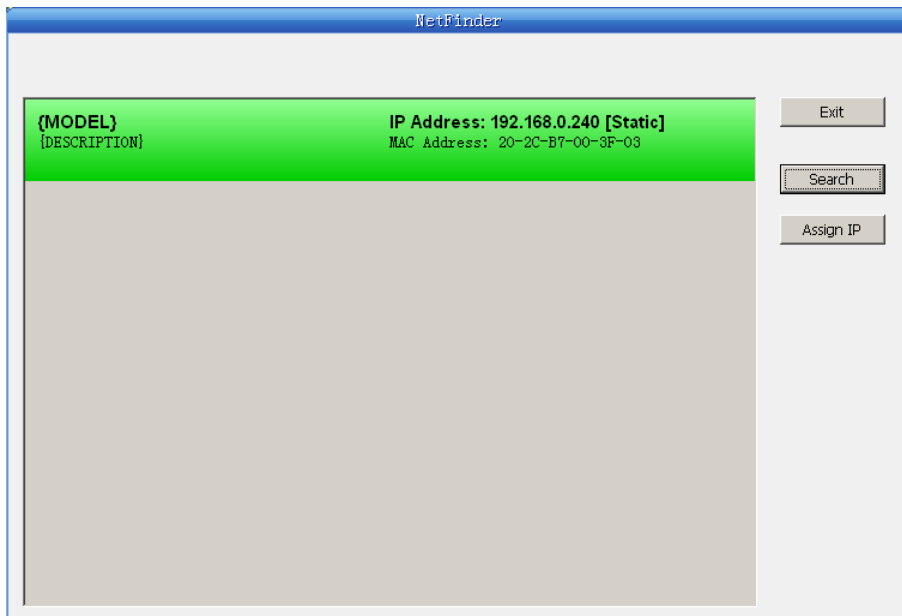 NetFinder
{MODEL}
{DESCRIPTION}
IP Address: 192.168.0.240 [Static]
MAC Address: 20-2C-B7-00-3F-03
Exit
Search
Assign IP